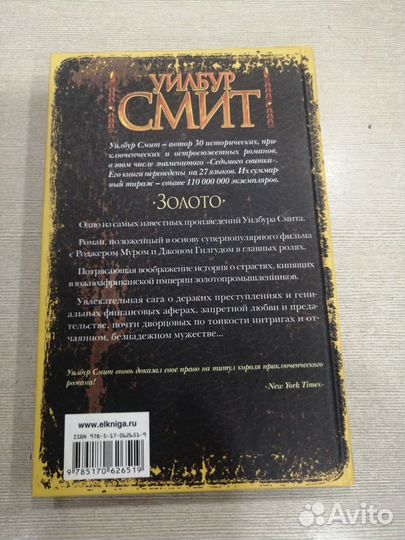 УИЛБУР
СМИТ
Уилбур Смит – автор 30 исторических, при-
ключенческих и остросюжетных романов,
в том числе знаменитого «Седьмого свитка».
Его книги переведены на 27 языков. Их суммар-
ный тираж – свыше 110 000 000 экземпляров.
·ЗОЛОТО·
Одно из самых известных произведений Уилбура Смита.
Роман, положенный в основу суперпопулярного фильма
с Роджером Муром и Джоном Гилгудом в главных ролях.
Потрясающая воображение история о страстях, кипящих
в южноафриканской империи золотопромышленников.
Увлекательная сага о дерзких преступлениях и гени-
альных финансовых аферах, запретной любви и преда-
тельстве, почти дворцовых по тонкости интригах и от-
чаянном, безнадежном мужестве...
Уилбур Смит вновь доказал свое право на титул короля приключенческого
романа!
-New York Times-
www.elkniga.ru
ISBN 978-5-17-062651-9
9 785170 626519
Avito